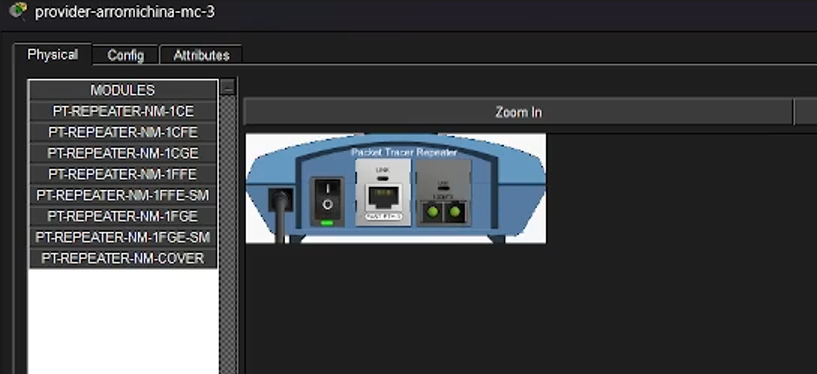 provider-arromichina-mc-3
Physical
Config
Attributes
MODULES
PT-REPEATER-NM-1CE
PT-REPEATER-NM-1CFE
PT-REPEATER-NM-1CGE
PT-REPEATER-NM-1FFE
PT-REPEATER-NM-1FFE-SM
PT-REPEATER-NM-1FGE
PT-REPEATER-NM-1FGE-SM
PT-REPEATER-NM-COVER
Zoom In
Packet Tracer Repeater
LINK
LINK